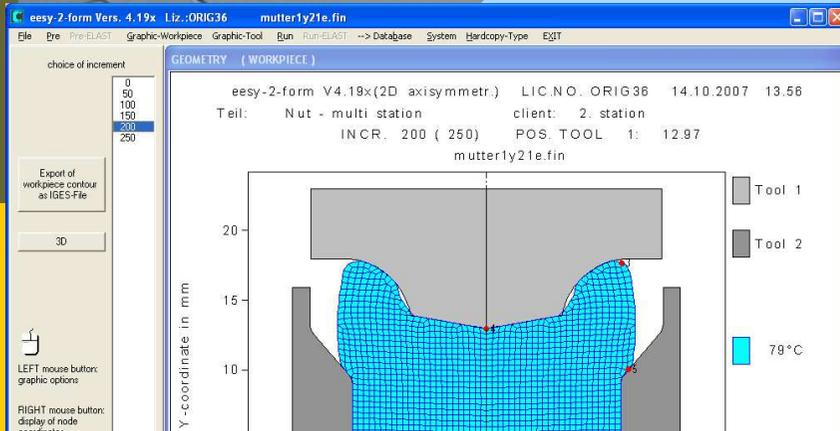 eesy-2-form Vers. 4.19x Liz.:ORIG36 mutter1y21e.fin
File Pre Pre-ELAST Graphic-Workpiece Graphic-Tool Run Run-ELAST --> Database System Hardcopy-Type EXIT
choice of increment
0
50
100
150
200
250
Export of
workpiece contour
as IGES-File
3D
LEFT mouse button:
graphic options
RIGHT mouse button:
display of node
GEOMETRY ( WORKPIECE )
eesy-2-form V4.19x(2D axisymmetr.) LIC.NO. ORIG36 14.10.2007 13.56
Teil: Nut - multi station client: 2. station
INCR. 200 ( 250) POS. TOOL 1: 12.97
mutter1y21e.fin
20
15
10
Y-coordinate in mm
Tool 1
Tool 2
79°C